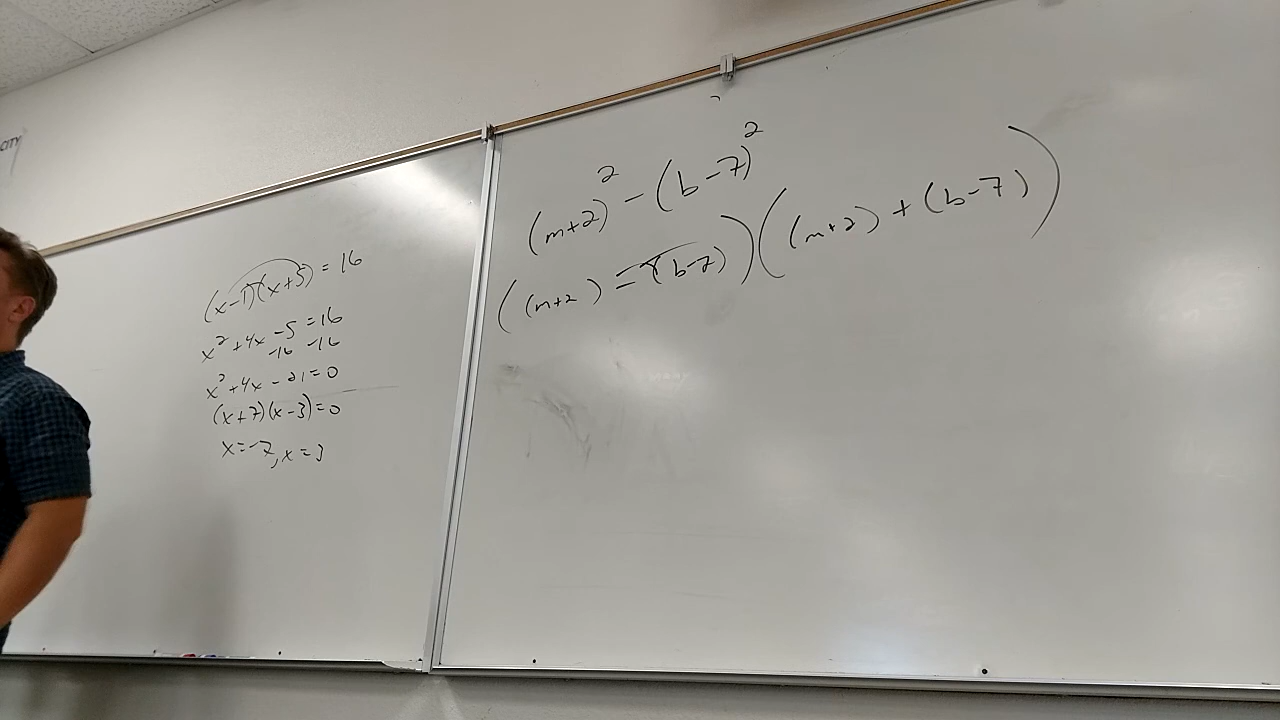 CITY
(x-1)(x+5) = 16
x² + 4x - 5 = 16
-16 -16
x² + 4x - 21 = 0
(x+7)(x-3) = 0
x = -7, x = 3
(m+2)² - (b-7)²
((m+2) - (b-7))((m+2) + (b-7))